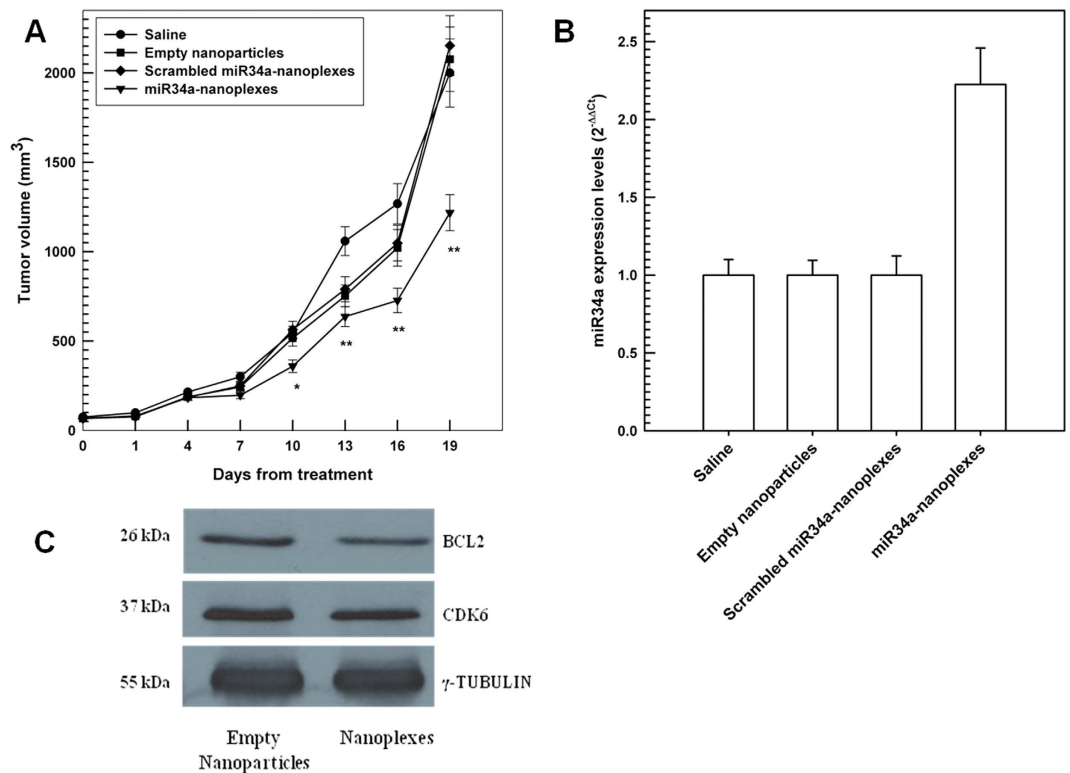 A
Saline
Empty nanoparticles
Scrambled miR34a-nanoplexes
miR34a-nanoplexes
Tumor volume (mm3)
2000
1500
1000
500
0
*
**
**
**
0 1 4 7 10 13 16 19
Days from treatment
B
miR34a expression levels (2-ΔΔCt)
2.5
2.0
1.5
1.0
0.5
0.0
Saline
Empty nanoparticles
Scrambled miR34a-nanoplexes
miR34a-nanoplexes
C
26 kDa BCL2
37 kDa CDK6
55 kDa γ-TUBULIN
Empty Nanoplexes
Nanoparticles